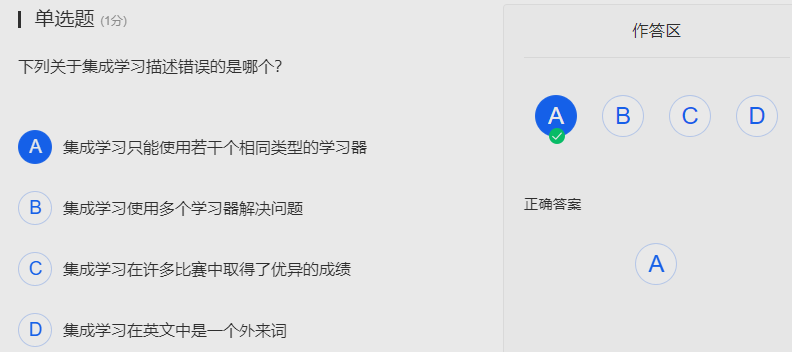 单选题 (1分)
下列关于集成学习描述错误的是哪个?
A 集成学习只能使用若干个相同类型的学习器
B 集成学习使用多个学习器解决问题
C 集成学习在许多比赛中取得了优异的成绩
D 集成学习在英文中是一个外来词
作答区
A B C D
正确答案
A